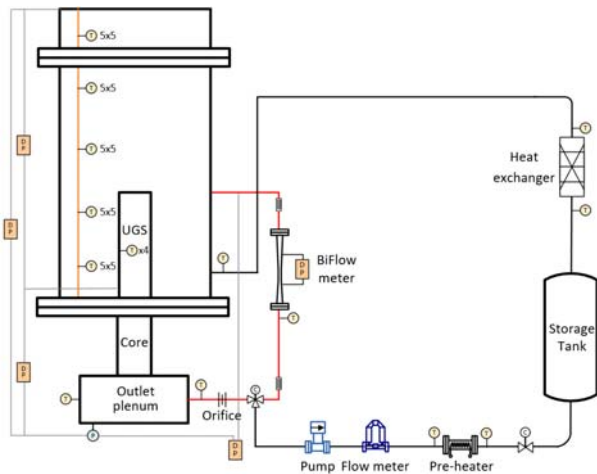 T 5x5
T 5x5
T
Heat
exchanger
D
P
T 5x5
T
D
P
T 5x5
UGS
T x4
T
D
P
BiFlow
meter
T 5x5
T
Storage
Tank
Core
D
P
Outlet
plenum
T
T
Orifice
C
P
D
P
T
T
C
Pump
Flow meter
Pre-heater